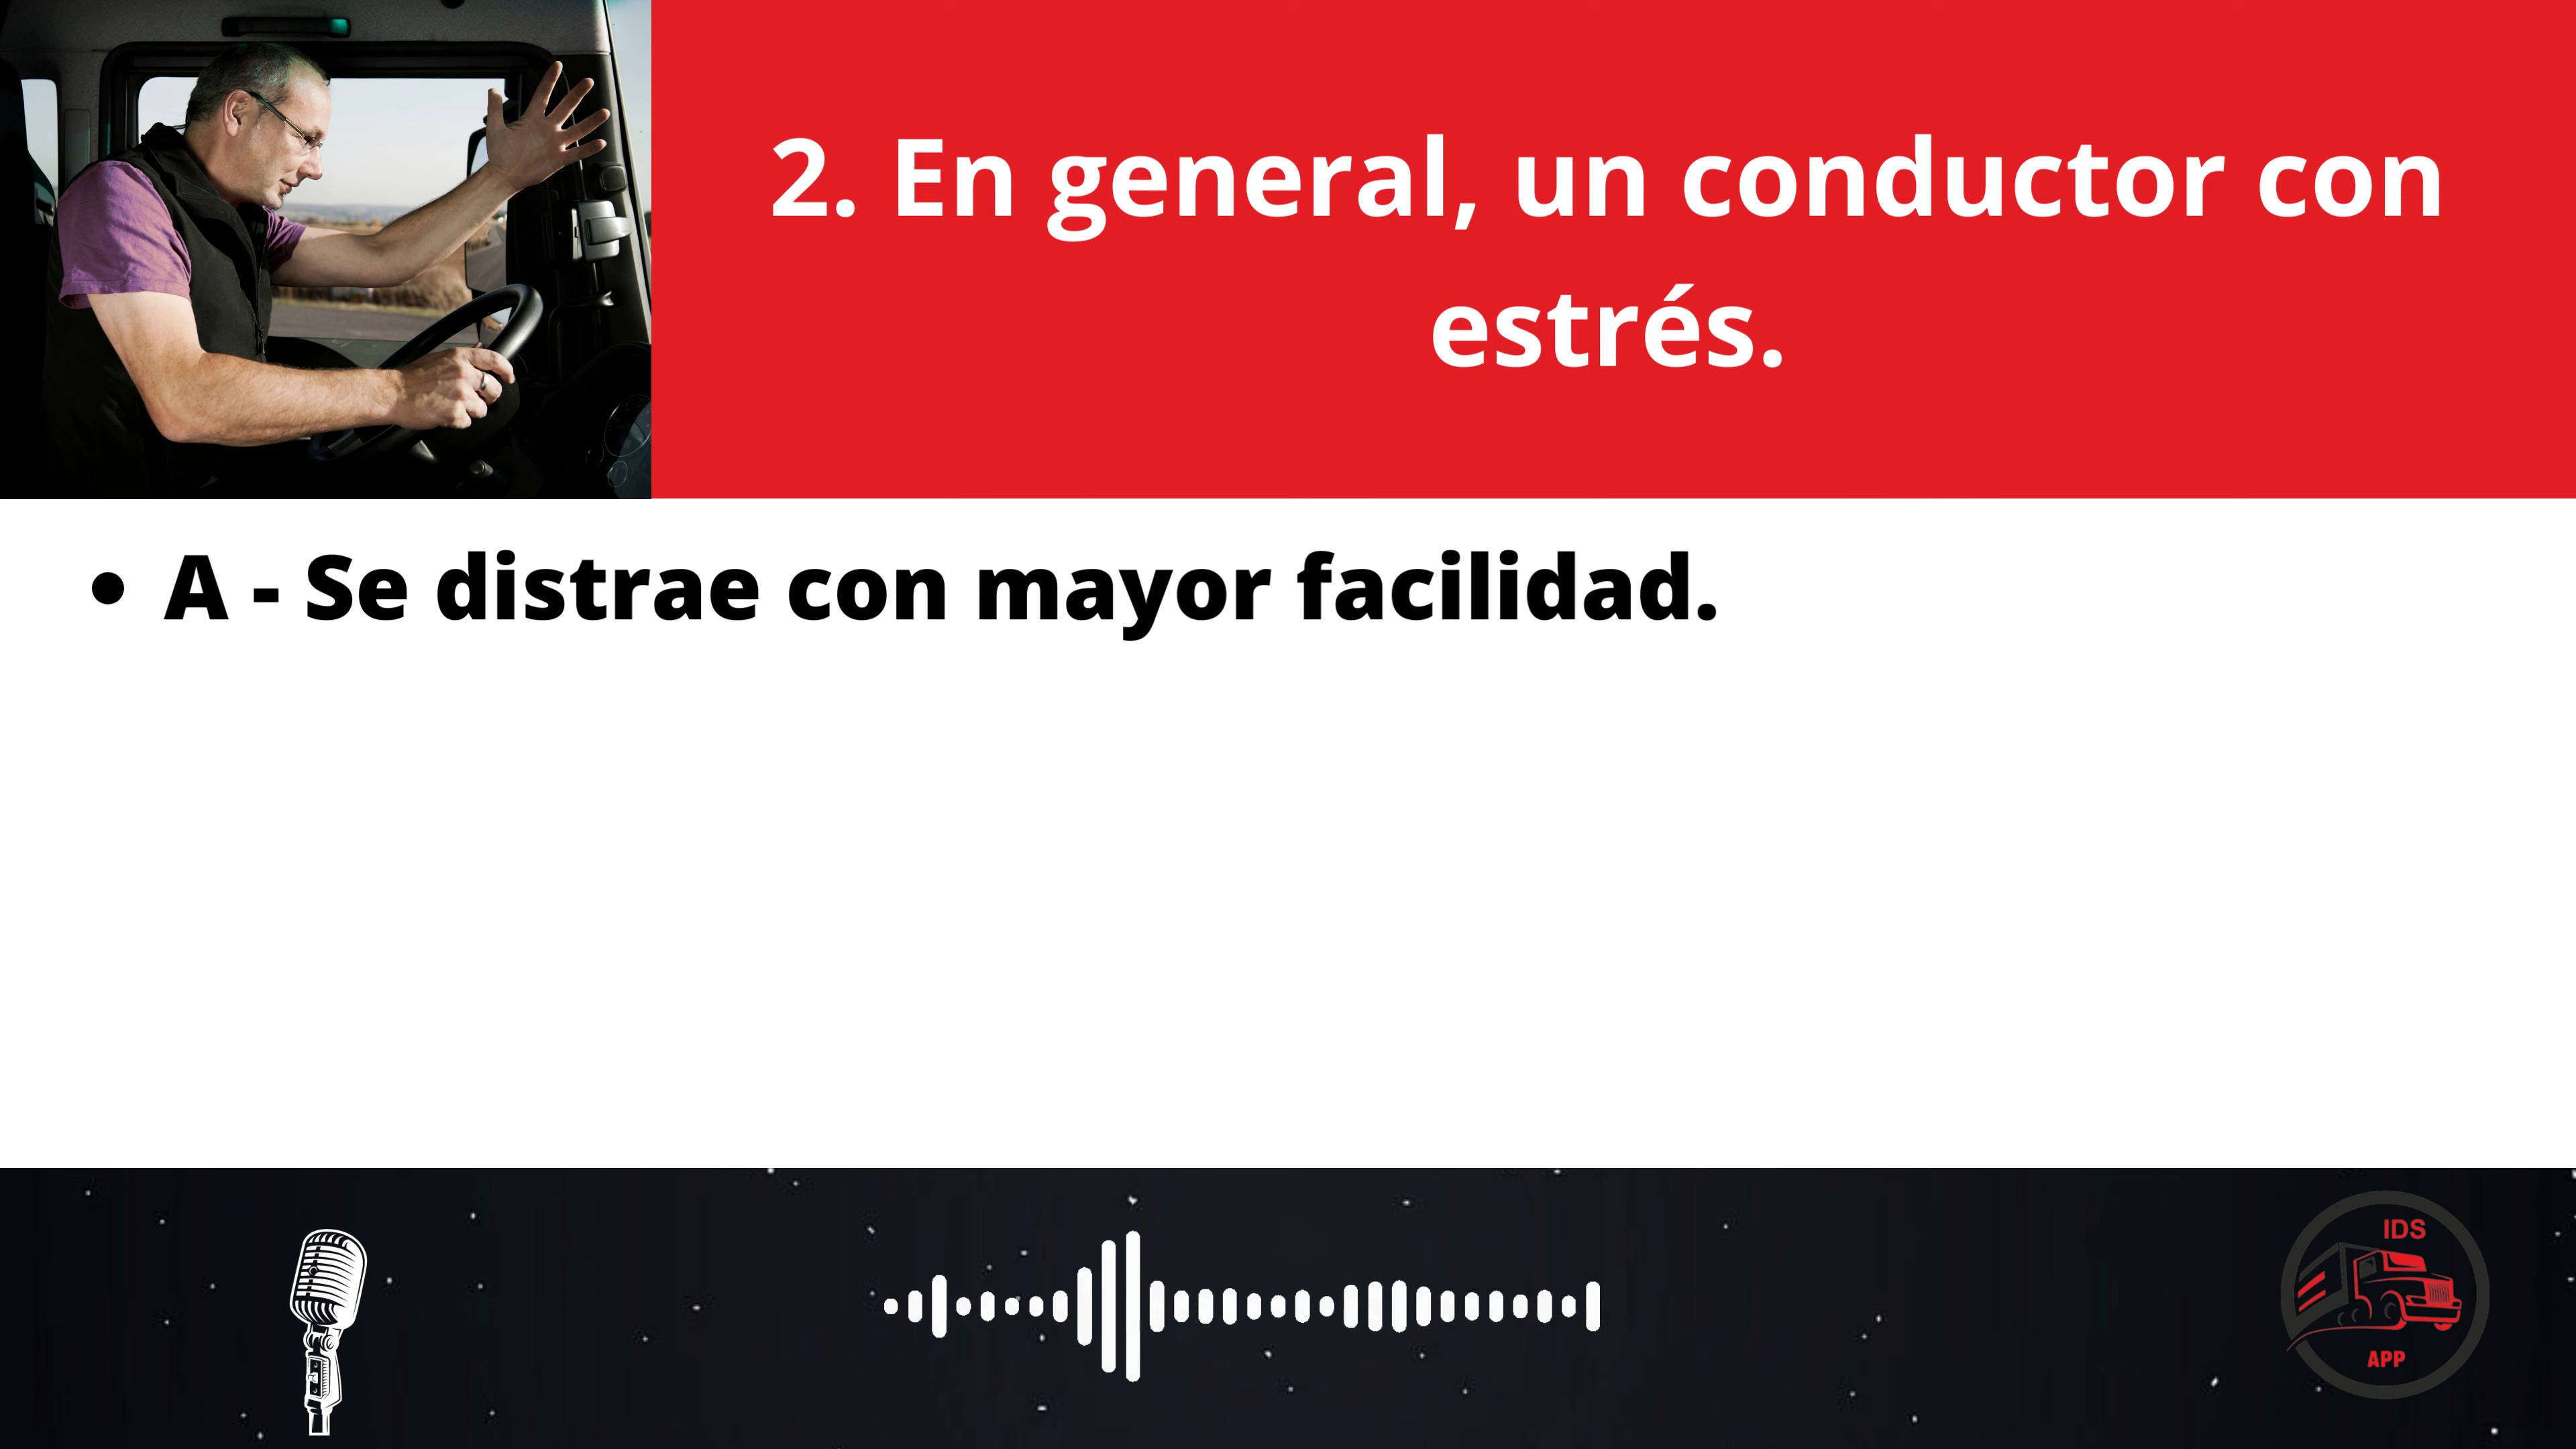 2. En general, un conductor con
estrés.
• A - Se distrae con mayor facilidad.
IDS
APP